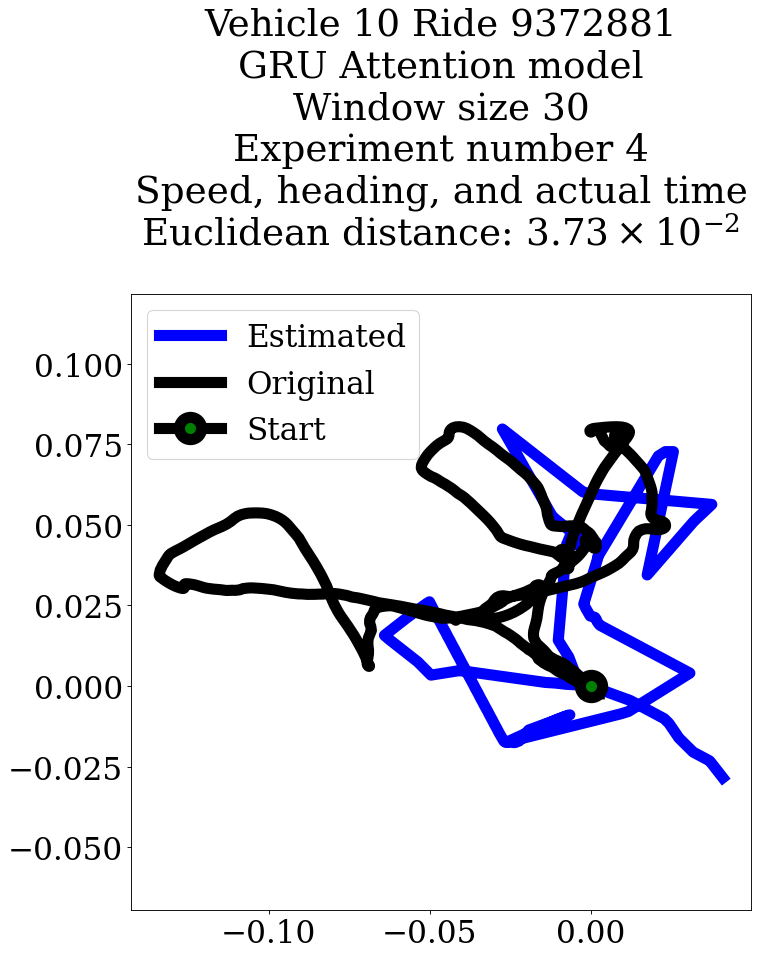 Vehicle 10 Ride 9372881
GRU Attention model
Window size 30
Experiment number 4
Speed, heading, and actual time
Euclidean distance: 3.73 × 10⁻²
Estimated
Original
Start
0.100
0.075
0.050
0.025
0.000
−0.025
−0.050
−0.10
−0.05
0.00